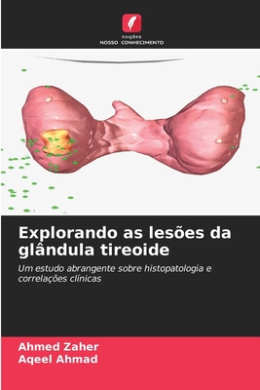 edições
NOSSO CONHECIMENTO
Explorando as lesões da
glândula tireoide
Um estudo abrangente sobre histopatologia e
correlações clínicas
Ahmed Zaher
Aqeel Ahmad